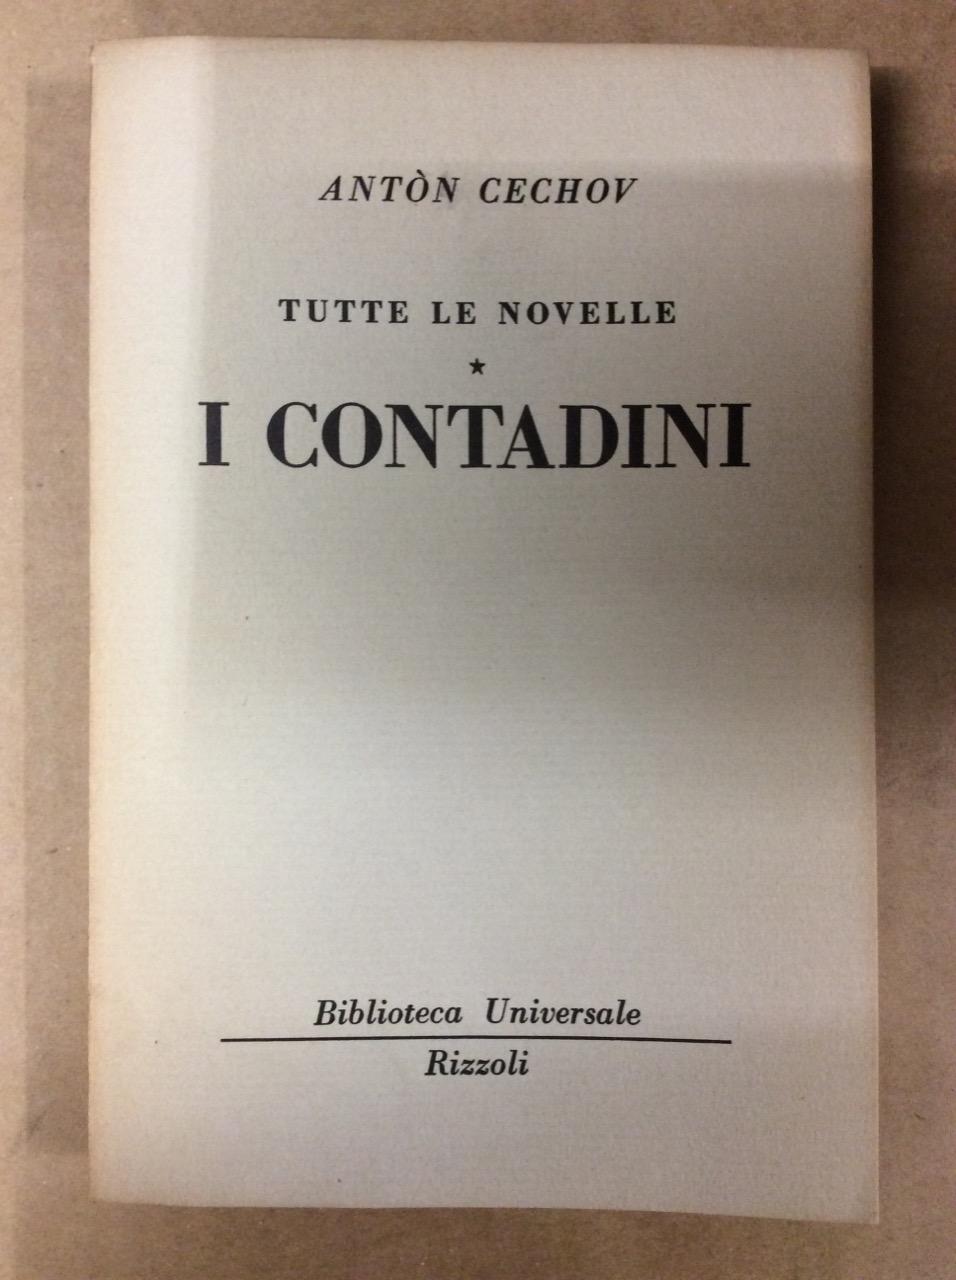 ANTÒN CECHOV
TUTTE LE NOVELLE
★
I CONTADINI
Biblioteca Universale
Rizzoli